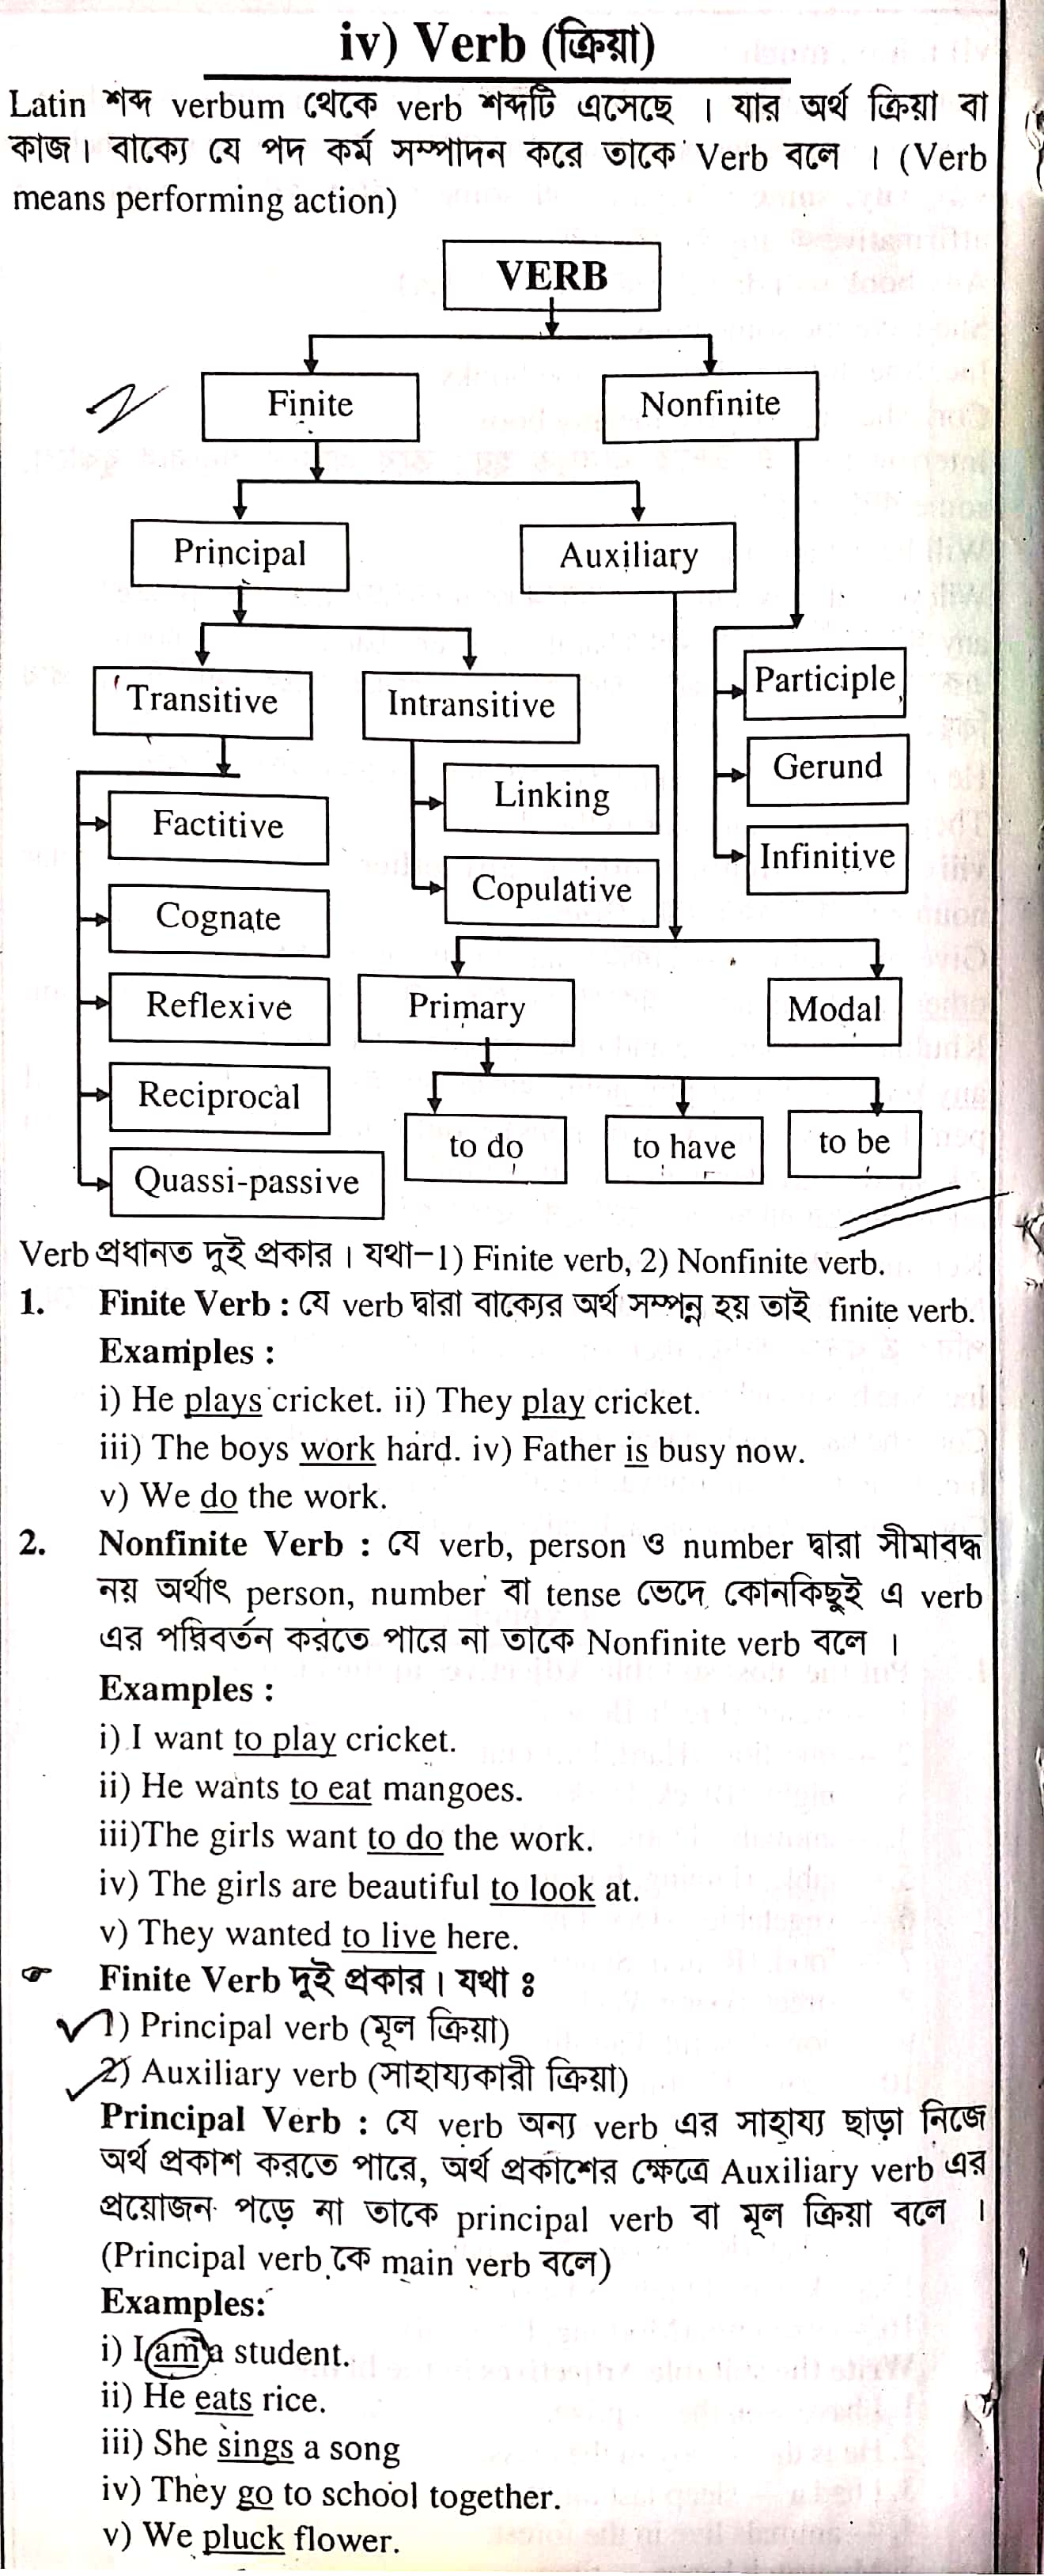 iv) Verb (ক্রিয়া)
Latin শব্দ verbum থেকে verb শব্দটি এসেছে । যার অর্থ ক্রিয়া বা
কাজ। বাক্যে যে পদ কর্ম সম্পাদন করে তাকে Verb বলে । (Verb
means performing action)
VERB
Finite
Nonfinite
Principal
Auxiliary
Transitive
Intransitive
Participle
Gerund
Infinitive
Linking
Copulative
Factitive
Cognate
Reflexive
Reciprocal
Quassi-passive
Primary
Modal
to do
to have
to be
Verb প্রধানত দুই প্রকার । যথা-1) Finite verb, 2) Nonfinite verb.
1. Finite Verb : যে verb দ্বারা বাক্যের অর্থ সম্পন্ন হয় তাই finite verb.
Examples :
i) He plays cricket. ii) They play cricket.
iii) The boys work hard. iv) Father is busy now.
v) We do the work.
2. Nonfinite Verb : যে verb, person ও number দ্বারা সীমাবদ্ধ
নয় অর্থাৎ person, number বা tense ভেদে কোনকিছুই এ verb
এর পরিবর্তন করতে পারে না তাকে Nonfinite verb বলে ।
Examples :
i) I want to play cricket.
ii) He wants to eat mangoes.
iii)The girls want to do the work.
iv) The girls are beautiful to look at.
v) They wanted to live here.
☞ Finite Verb দুই প্রকার । যথা ঃ
1) Principal verb (মূল ক্রিয়া)
2) Auxiliary verb (সাহায্যকারী ক্রিয়া)
Principal Verb : যে verb অন্য verb এর সাহায্য ছাড়া নিজে
অর্থ প্রকাশ করতে পারে, অর্থ প্রকাশের ক্ষেত্রে Auxiliary verb এর
প্রয়োজন পড়ে না তাকে principal verb বা মূল ক্রিয়া বলে ।
(Principal verb কে main verb বলে)
Examples:
i) I am a student.
ii) He eats rice.
iii) She sings a song
iv) They go to school together.
v) We pluck flower.